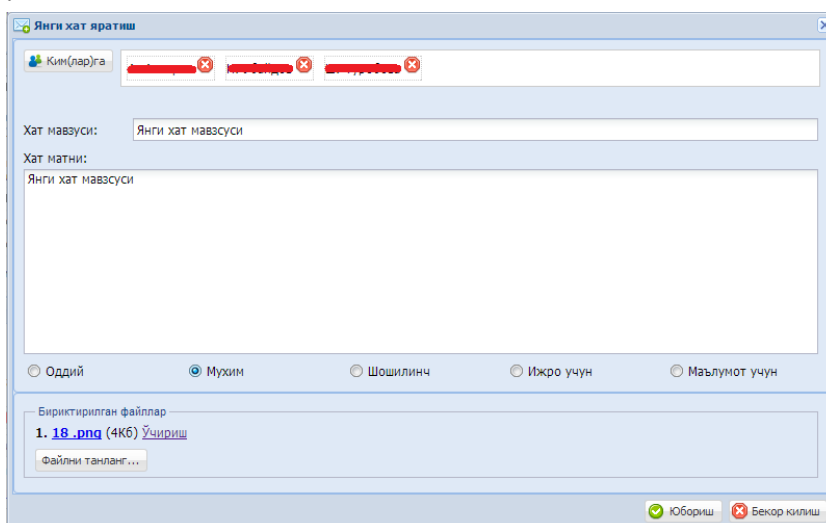 Янги хат яратиш
Ким(лар)га
Хат мавзуси: Янги хат мавзсуси
Хат матни:
Янги хат мавзсуси
Оддий Мухим Шошилинч Ижро учун Маълумот учун
Бириктирилган файллар
1. 18 .png (4Кб) Ўчириш
Файлни танланг...
Юбориш Бекор килиш